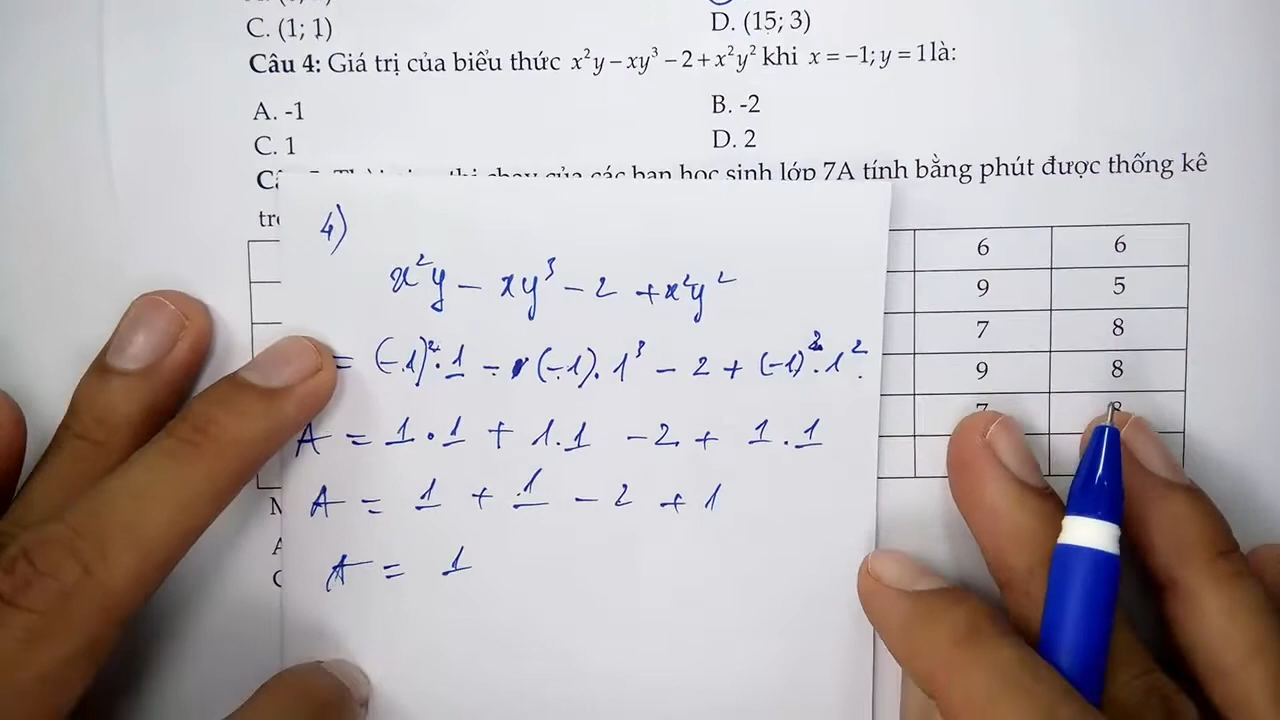 C. (1; 1)
D. (15; 3)
Câu 4: Giá trị của biểu thức x²y − xy³ − 2 + x²y² khi x = −1; y = 1 là:
A. -1
B. -2
C. 1
D. 2
của các bạn học sinh lớp 7A tính bằng phút được thống kê
6 6
9 5
7 8
9 8
7 8
4)
x²y − xy³ − 2 + x²y²
= (−1)².1 − (−1).1³ − 2 + (−1)².1²
A = 1.1 + 1.1 − 2 + 1.1
A = 1 + 1 − 2 + 1
A = 1